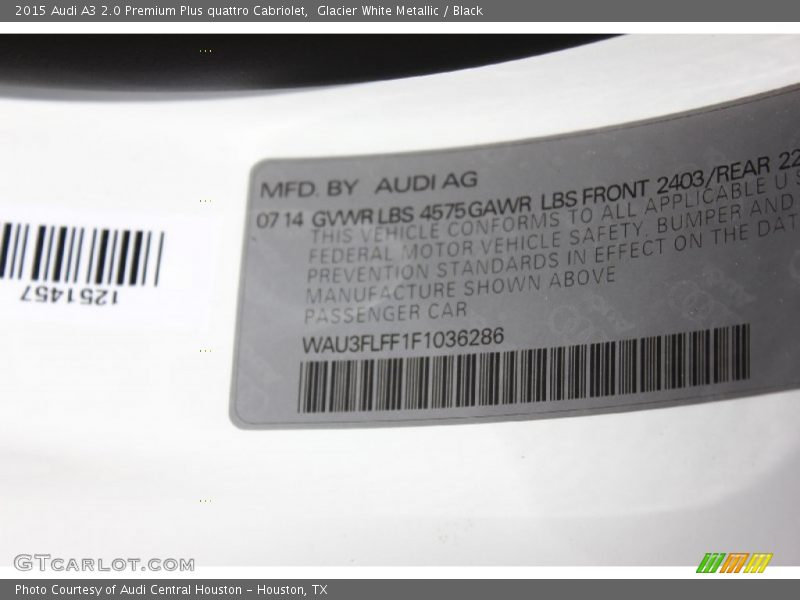 2015 Audi A3 2.0 Premium Plus quattro Cabriolet,  Glacier White Metallic / Black
MFD. BY AUDI AG
07 14 GVWR LBS 4575 GAWR LBS FRONT 2403/REAR 22
THIS VEHICLE CONFORMS TO ALL APPLICABLE U S
FEDERAL MOTOR VEHICLE SAFETY, BUMPER AND
PREVENTION STANDARDS IN EFFECT ON THE DAT
MANUFACTURE SHOWN ABOVE
PASSENGER CAR
WAU3FLFF1F1036286
1251457
GTCARLOT.COM
Photo Courtesy of Audi Central Houston - Houston, TX